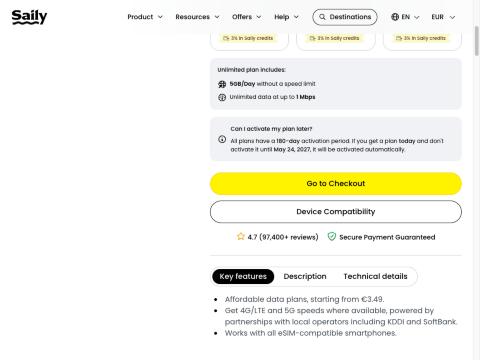 Saily
Product Resources Offers Help Destinations EN EUR
3% in Saily credits 3% in Saily credits 3% in Saily credits
Unlimited plan includes:
5GB/Day without a speed limit
Unlimited data at up to 1 Mbps
Can I activate my plan later?
All plans have a 180-day activation period. If you get a plan today and don't
activate it until May 24, 2027, it will be activated automatically.
Go to Checkout
Device Compatibility
4.7 (97,400+ reviews) Secure Payment Guaranteed
Key features Description Technical details
• Affordable data plans, starting from €3.49.
• Get 4G/LTE and 5G speeds where available, powered by
partnerships with local operators including KDDI and SoftBank.
• Works with all eSIM-compatible smartphones.